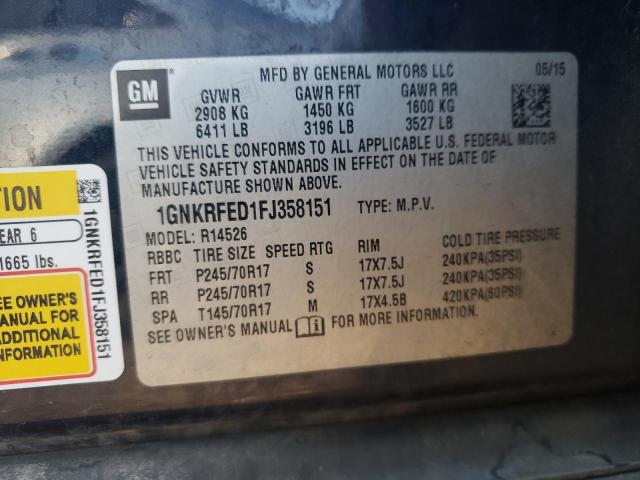 GM
MFD BY GENERAL MOTORS LLC 05/15
GVWR GAWR FRT GAWR RR
2908 KG 1450 KG 1600 KG
6411 LB 3196 LB 3527 LB
THIS VEHICLE CONFORMS TO ALL APPLICABLE U.S. FEDERAL MOTOR
VEHICLE SAFETY STANDARDS IN EFFECT ON THE DATE OF
MANUFACTURE SHOWN ABOVE.
1GNKRFED1FJ358151 TYPE: M.P.V.
MODEL: R14526
RBBC TIRE SIZE SPEED RTG RIM COLD TIRE PRESSURE
FRT P245/70R17 S 17X7.5J 240KPA(35PSI)
RR P245/70R17 S 17X7.5J 240KPA(35PSI)
SPA T145/70R17 M 17X4.5B 420KPA(60PSI)
SEE OWNER'S MANUAL FOR MORE INFORMATION.
TION
EAR 6
1665 lbs.
SEE OWNER'S
MANUAL FOR
ADDITIONAL
INFORMATION
1GNKRFED1FJ358151